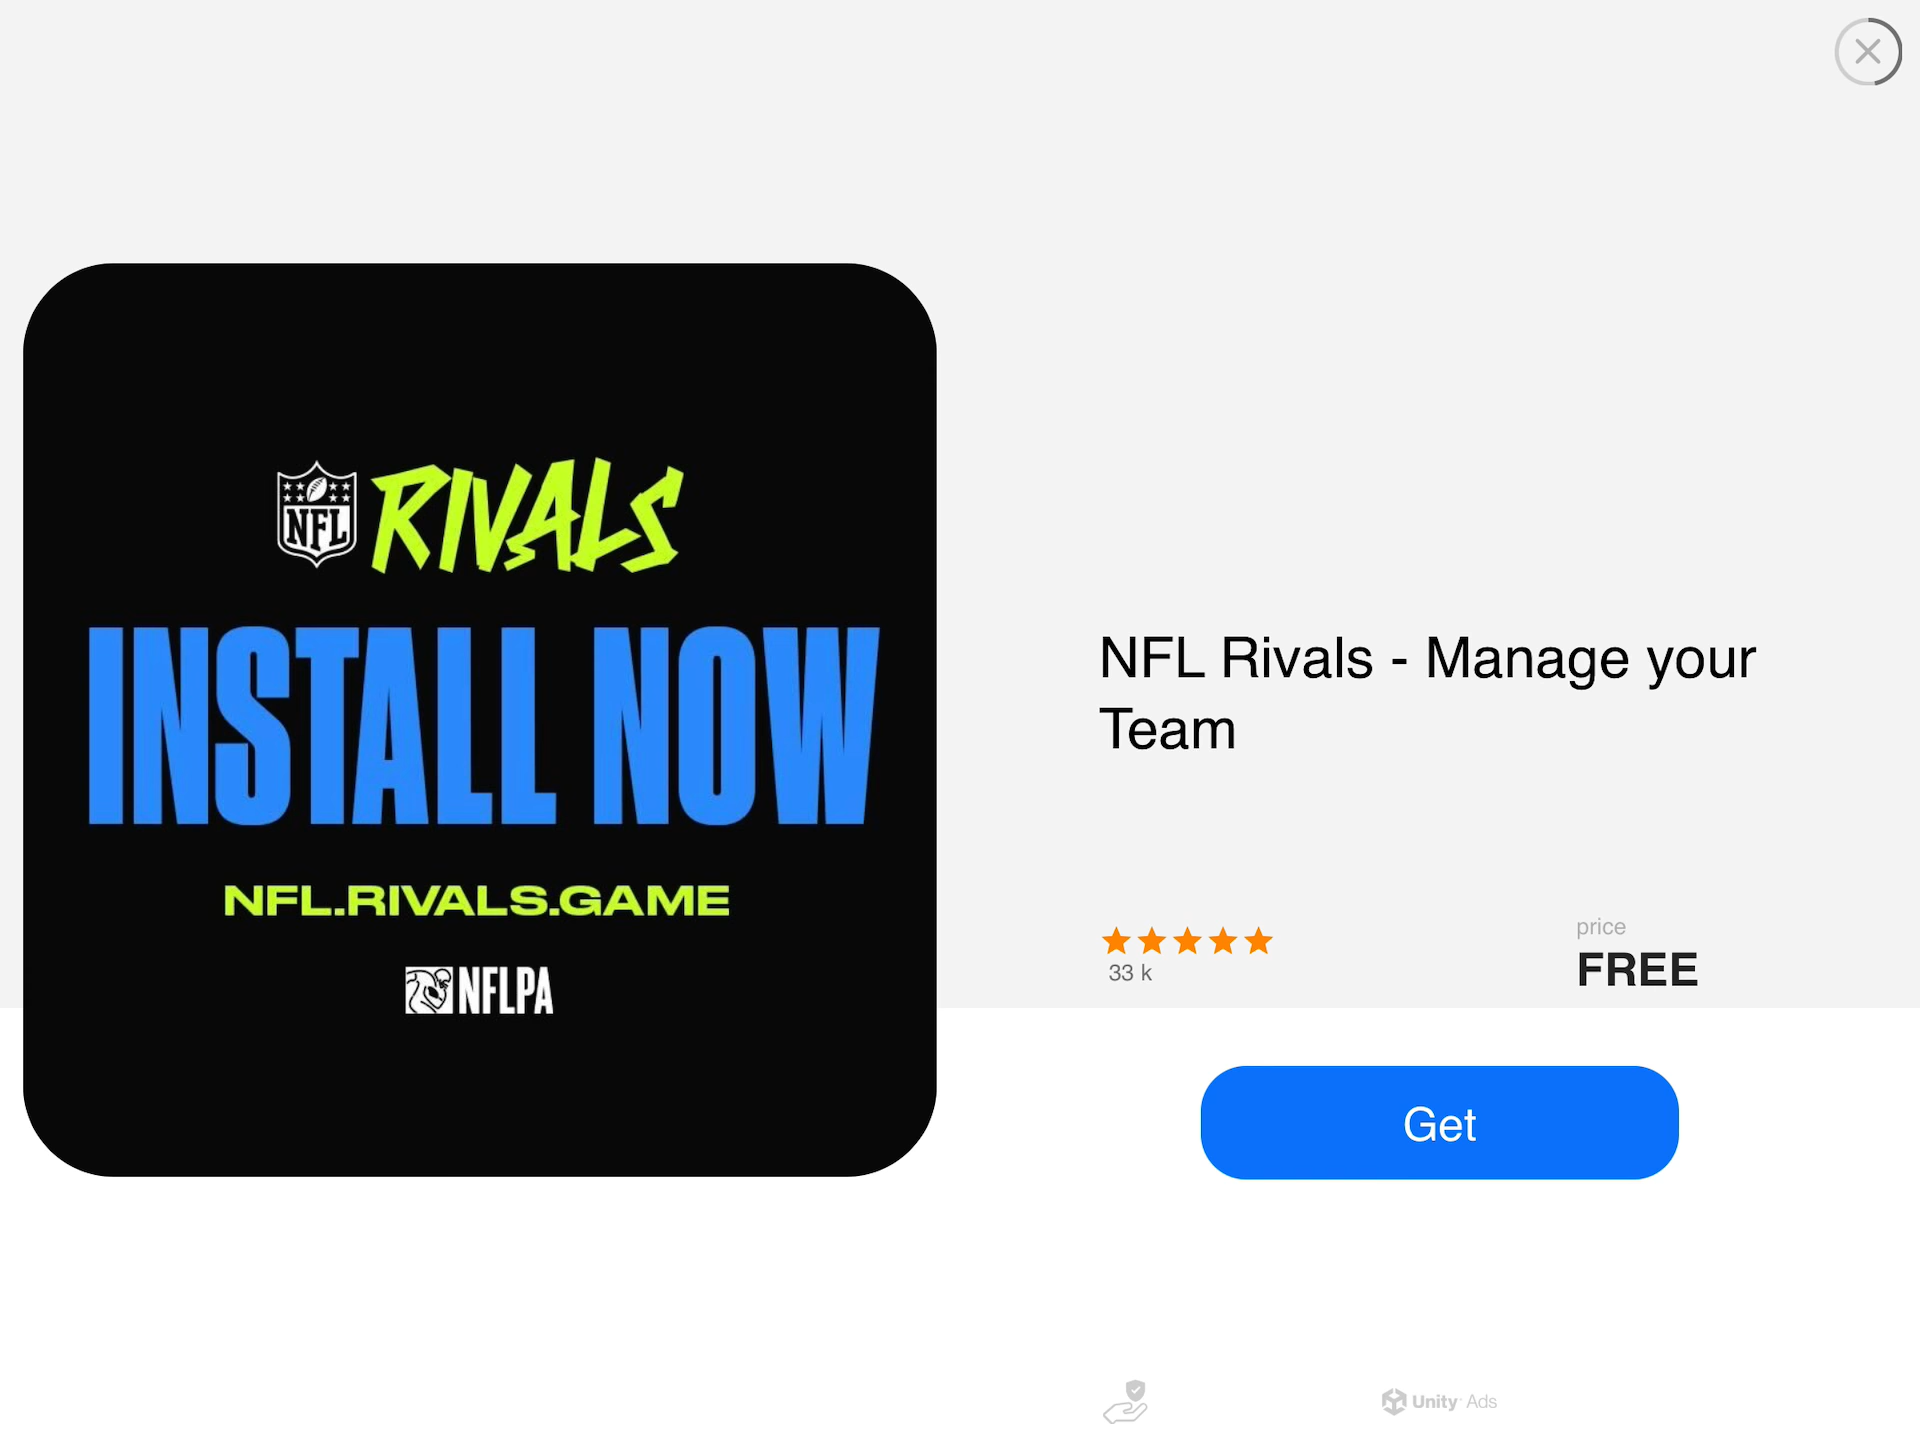 NFL RIVALS
INSTALL NOW
NFL.RIVALS.GAME
NFLPA
NFL Rivals - Manage your
Team
33 k
price
FREE
Get
Unity Ads